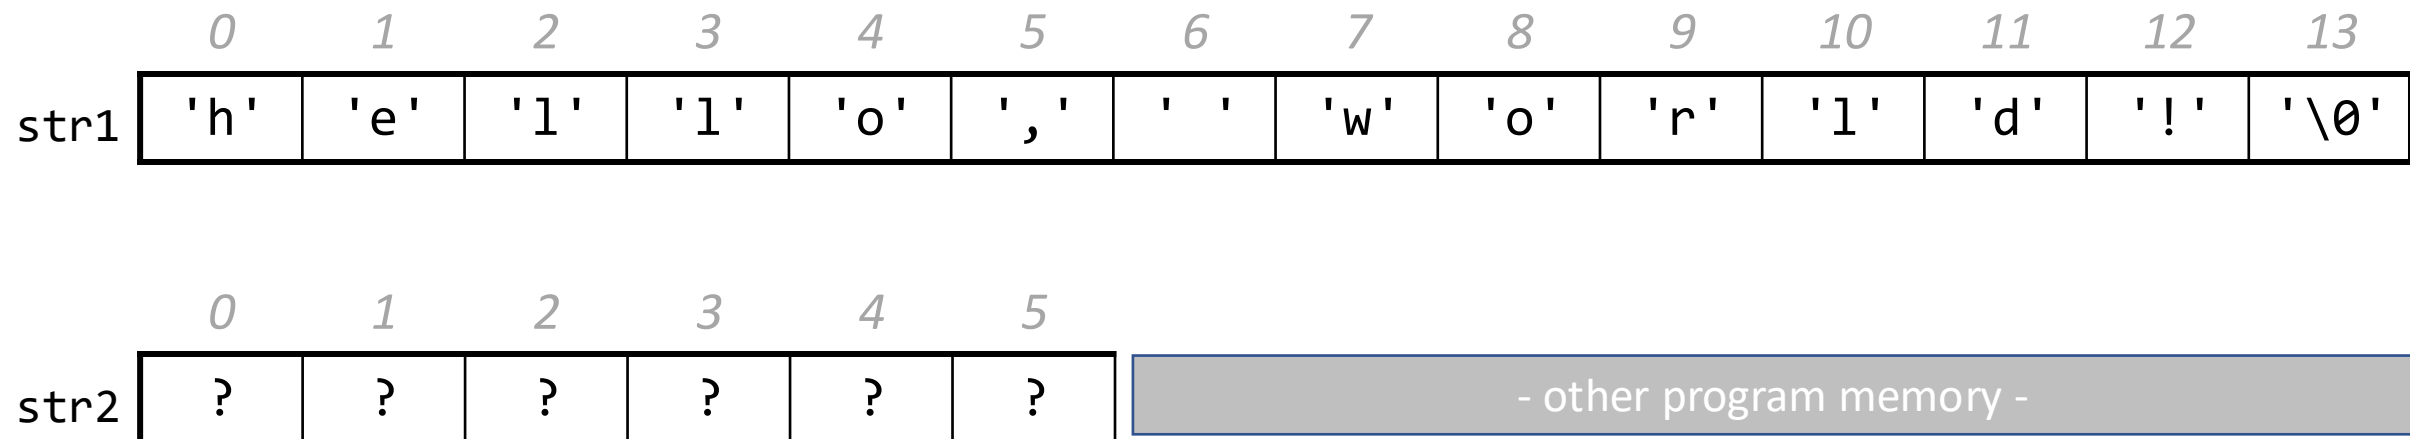 0 1 2 3 4 5 6 7 8 9 10 11 12 13
str1 'h' 'e' 'l' 'l' 'o' ',' ' ' 'w' 'o' 'r' 'l' 'd' '!' '\0'
0 1 2 3 4 5
str2 ? ? ? ? ? ? - other program memory -